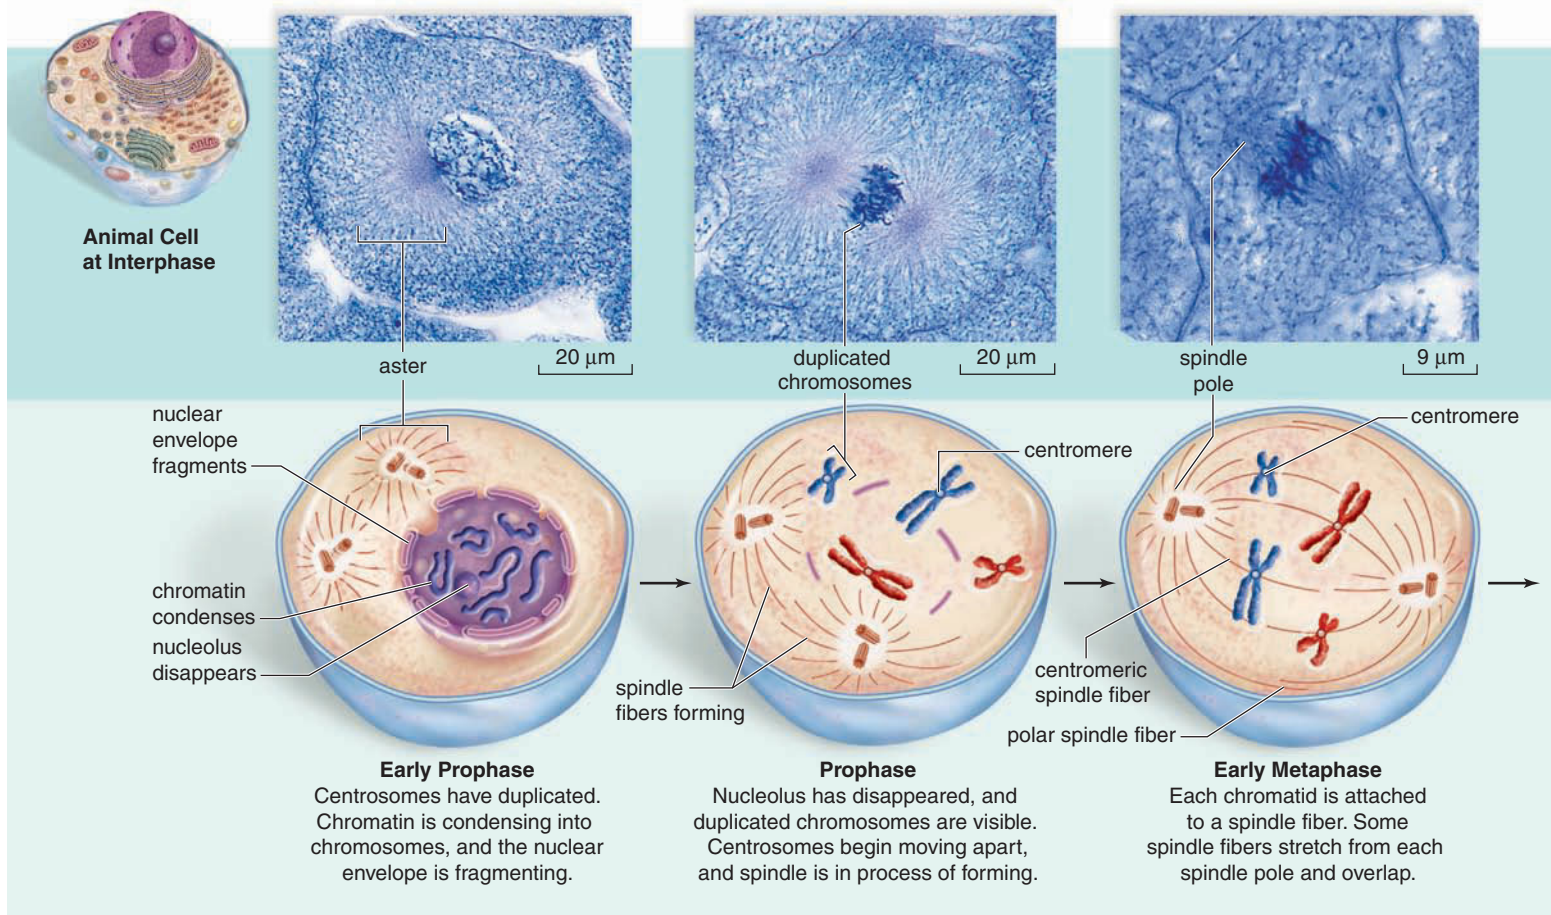 Animal Cell
at Interphase
aster
20 µm
duplicated
chromosomes
20 µm
spindle
pole
9 µm
nuclear
envelope
fragments
chromatin
condenses
nucleolus
disappears
centromere
spindle
fibers forming
centromere
centromeric
spindle fiber
polar spindle fiber
Early Prophase
Centrosomes have duplicated.
Chromatin is condensing into
chromosomes, and the nuclear
envelope is fragmenting.
Prophase
Nucleolus has disappeared, and
duplicated chromosomes are visible.
Centrosomes begin moving apart,
and spindle is in process of forming.
Early Metaphase
Each chromatid is attached
to a spindle fiber. Some
spindle fibers stretch from each
spindle pole and overlap.